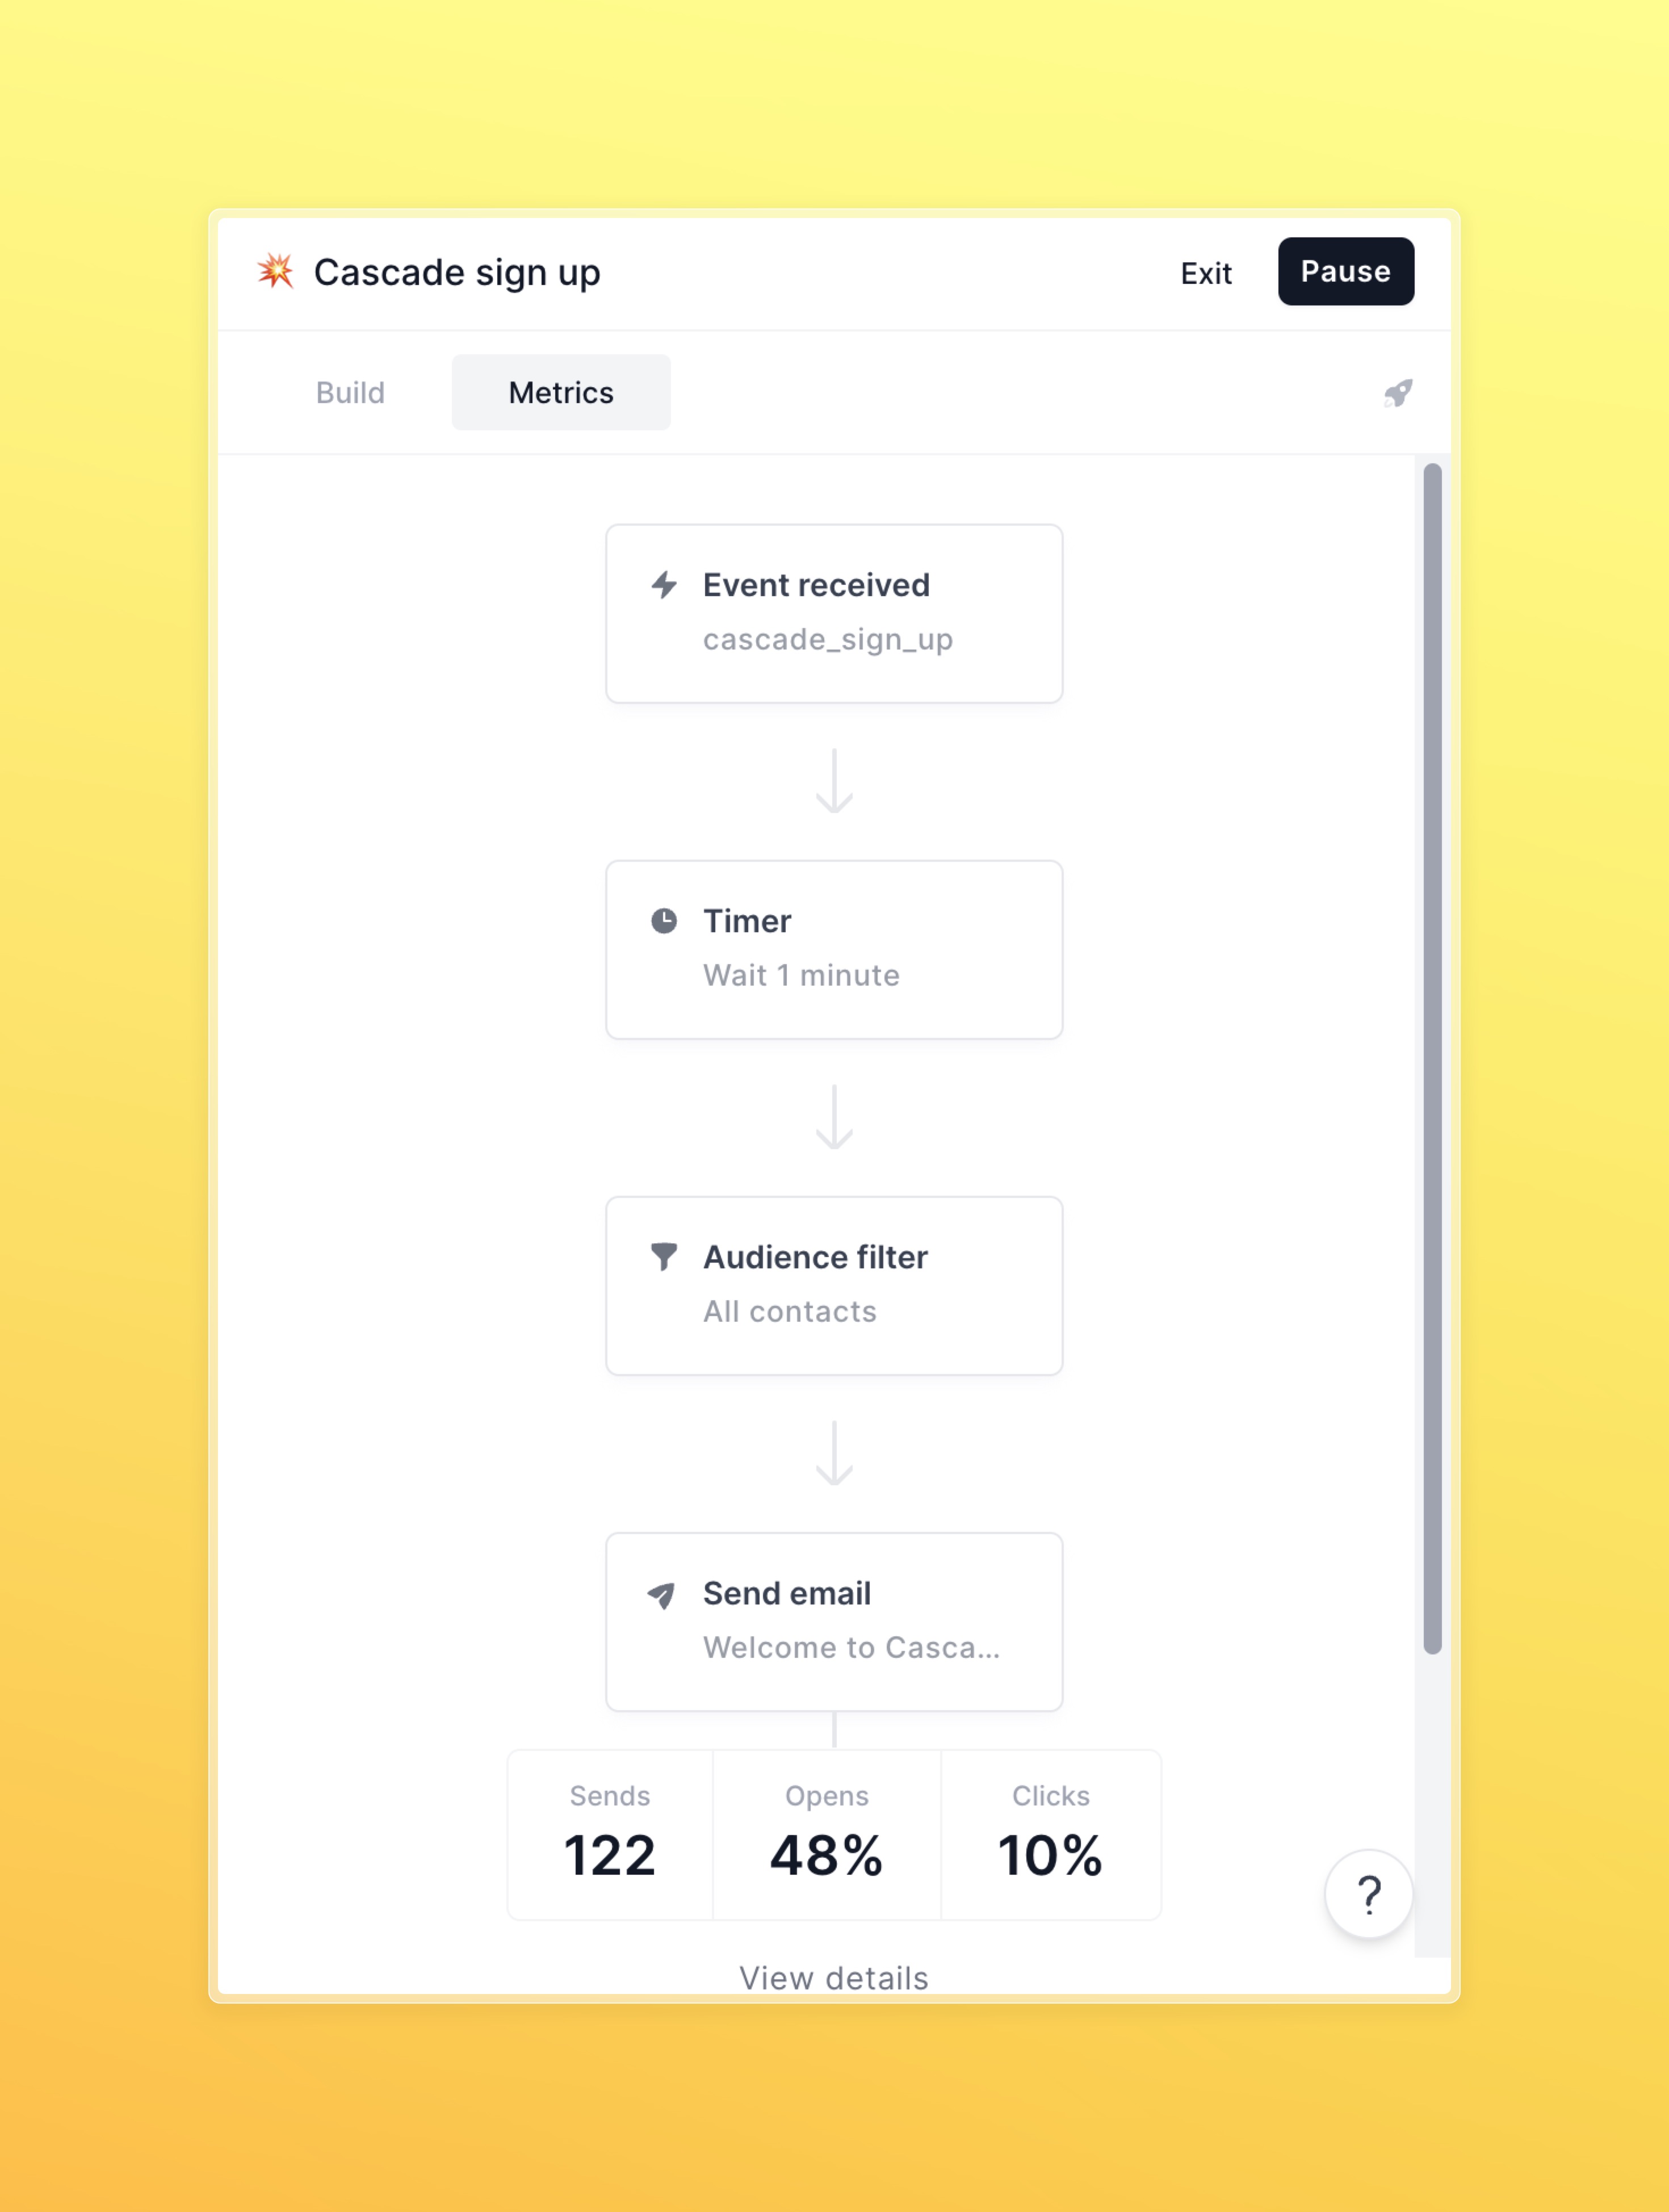 Cascade sign up
Exit
Pause
Build
Metrics
Event received
cascade_sign_up
Timer
Wait 1 minute
Audience filter
All contacts
Send email
Welcome to Casca...
Sends
Opens
Clicks
122
48%
10%
?
View details